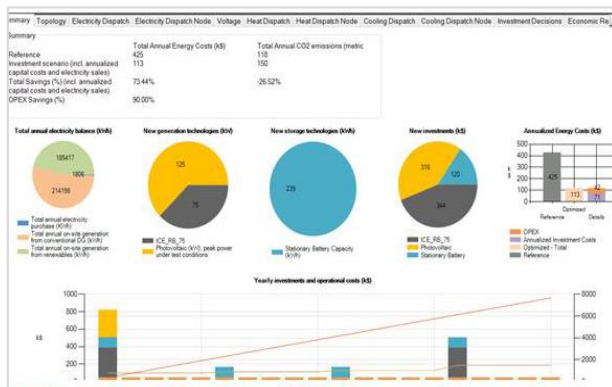 mmary Topology Electricity Dispatch Electricity Dispatch Node Voltage Heat Dispatch Heat Dispatch Node Cooling Dispatch Cooling Dispatch Node Investment Decisions Economic Re
Summary
Total Annual Energy Costs (k$) Total Annual CO2 emissions (metric
Reference 425 118
Investment scenario (incl. annualized 113 150
capital costs and electricity sales)
Total Savings (%) (incl. annualized 73.44% -26.52%
capital costs and electricity sales)
OPEX Savings (%) 90.00%
Total annual electricity balance (kWh)
185417
1806
214196
Total annual electricity
purchase (kWh)
Total annual on-site generation
from conventional DG (kWh)
Total annual on-site generation
from renewables (kWh)
New generation technologies (kW)
125
75
ICE_RB_75
Photovoltaic (kW), peak power
under test conditions
New storage technologies (kWh)
239
Stationary Battery Capacity
(kWh)
New investments (k$)
316
120
344
ICE_RB_75
Photovoltaic
Stationary Battery
Annualized Energy Costs (k$)
500
400
300
200
100
0
k
$
425
113
42
71
Optimized
Reference Details
OPEX
Annualized Investment Costs
Optimized - Total
Reference
Yearly investments and operational costs (k$)
1000
800
600
400
200
k$
8000
6000
4000
2000